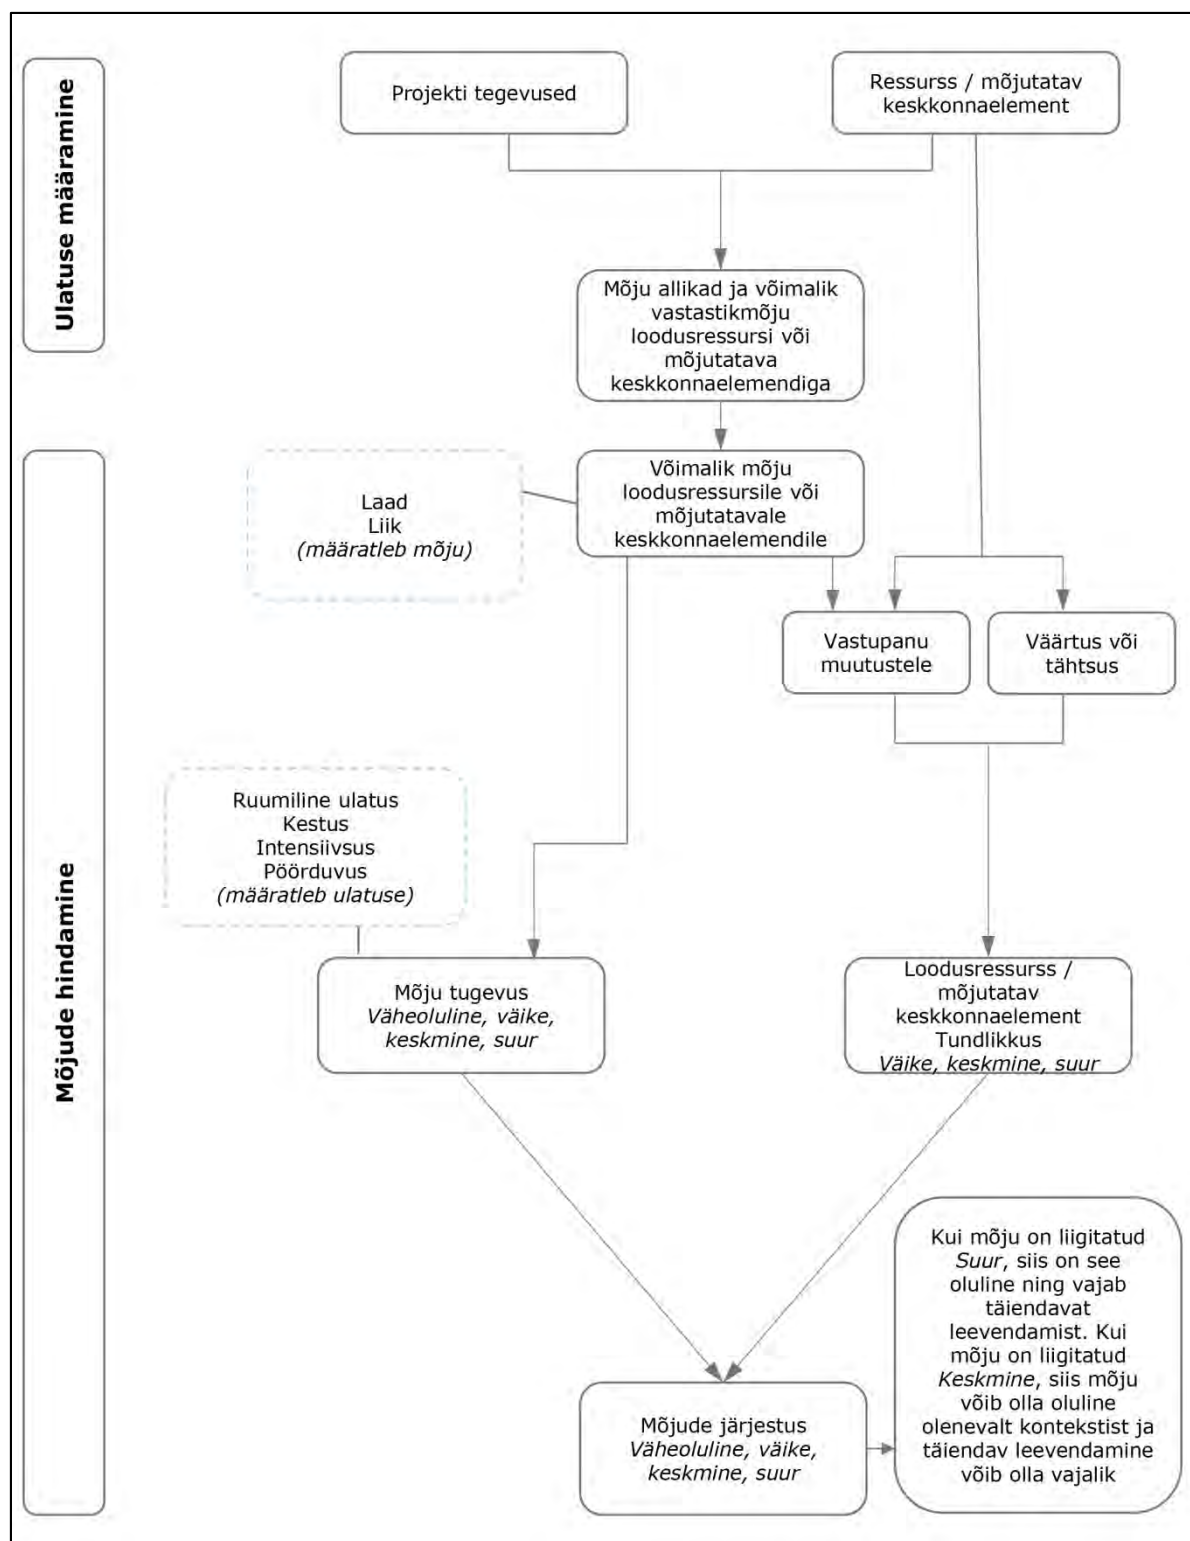 Ulatuse määramine
Projekti tegevused
Ressurss / mõjutatav
keskkonnaelement
Mõju allikad ja võimalik
vastastikmõju
loodusressursi või
mõjutatava
keskkonnaelemendiga
Mõjude hindamine
Laad
Liik
(määratleb mõju)
Võimalik mõju
loodusressursile või
mõjutatavale
keskkonnaelemendile
Vastupanu
muutustele
Väärtus või
tähtsus
Ruumiline ulatus
Kestus
Intensiivsus
Pöörduvus
(määratleb ulatuse)
Mõju tugevus
Väheoluline, väike,
keskmine, suur
Loodusressurss /
mõjutatav
keskkonnaelement
Tundlikkus
Väike, keskmine, suur
Mõjude järjestus
Väheoluline, väike,
keskmine, suur
Kui mõju on liigitatud
Suur, siis on see
oluline ning vajab
täiendavat
leevendamist. Kui
mõju on liigitatud
Keskmine, siis mõju
võib olla oluline
olenevalt kontekstist ja
täiendav leevendamine
võib olla vajalik